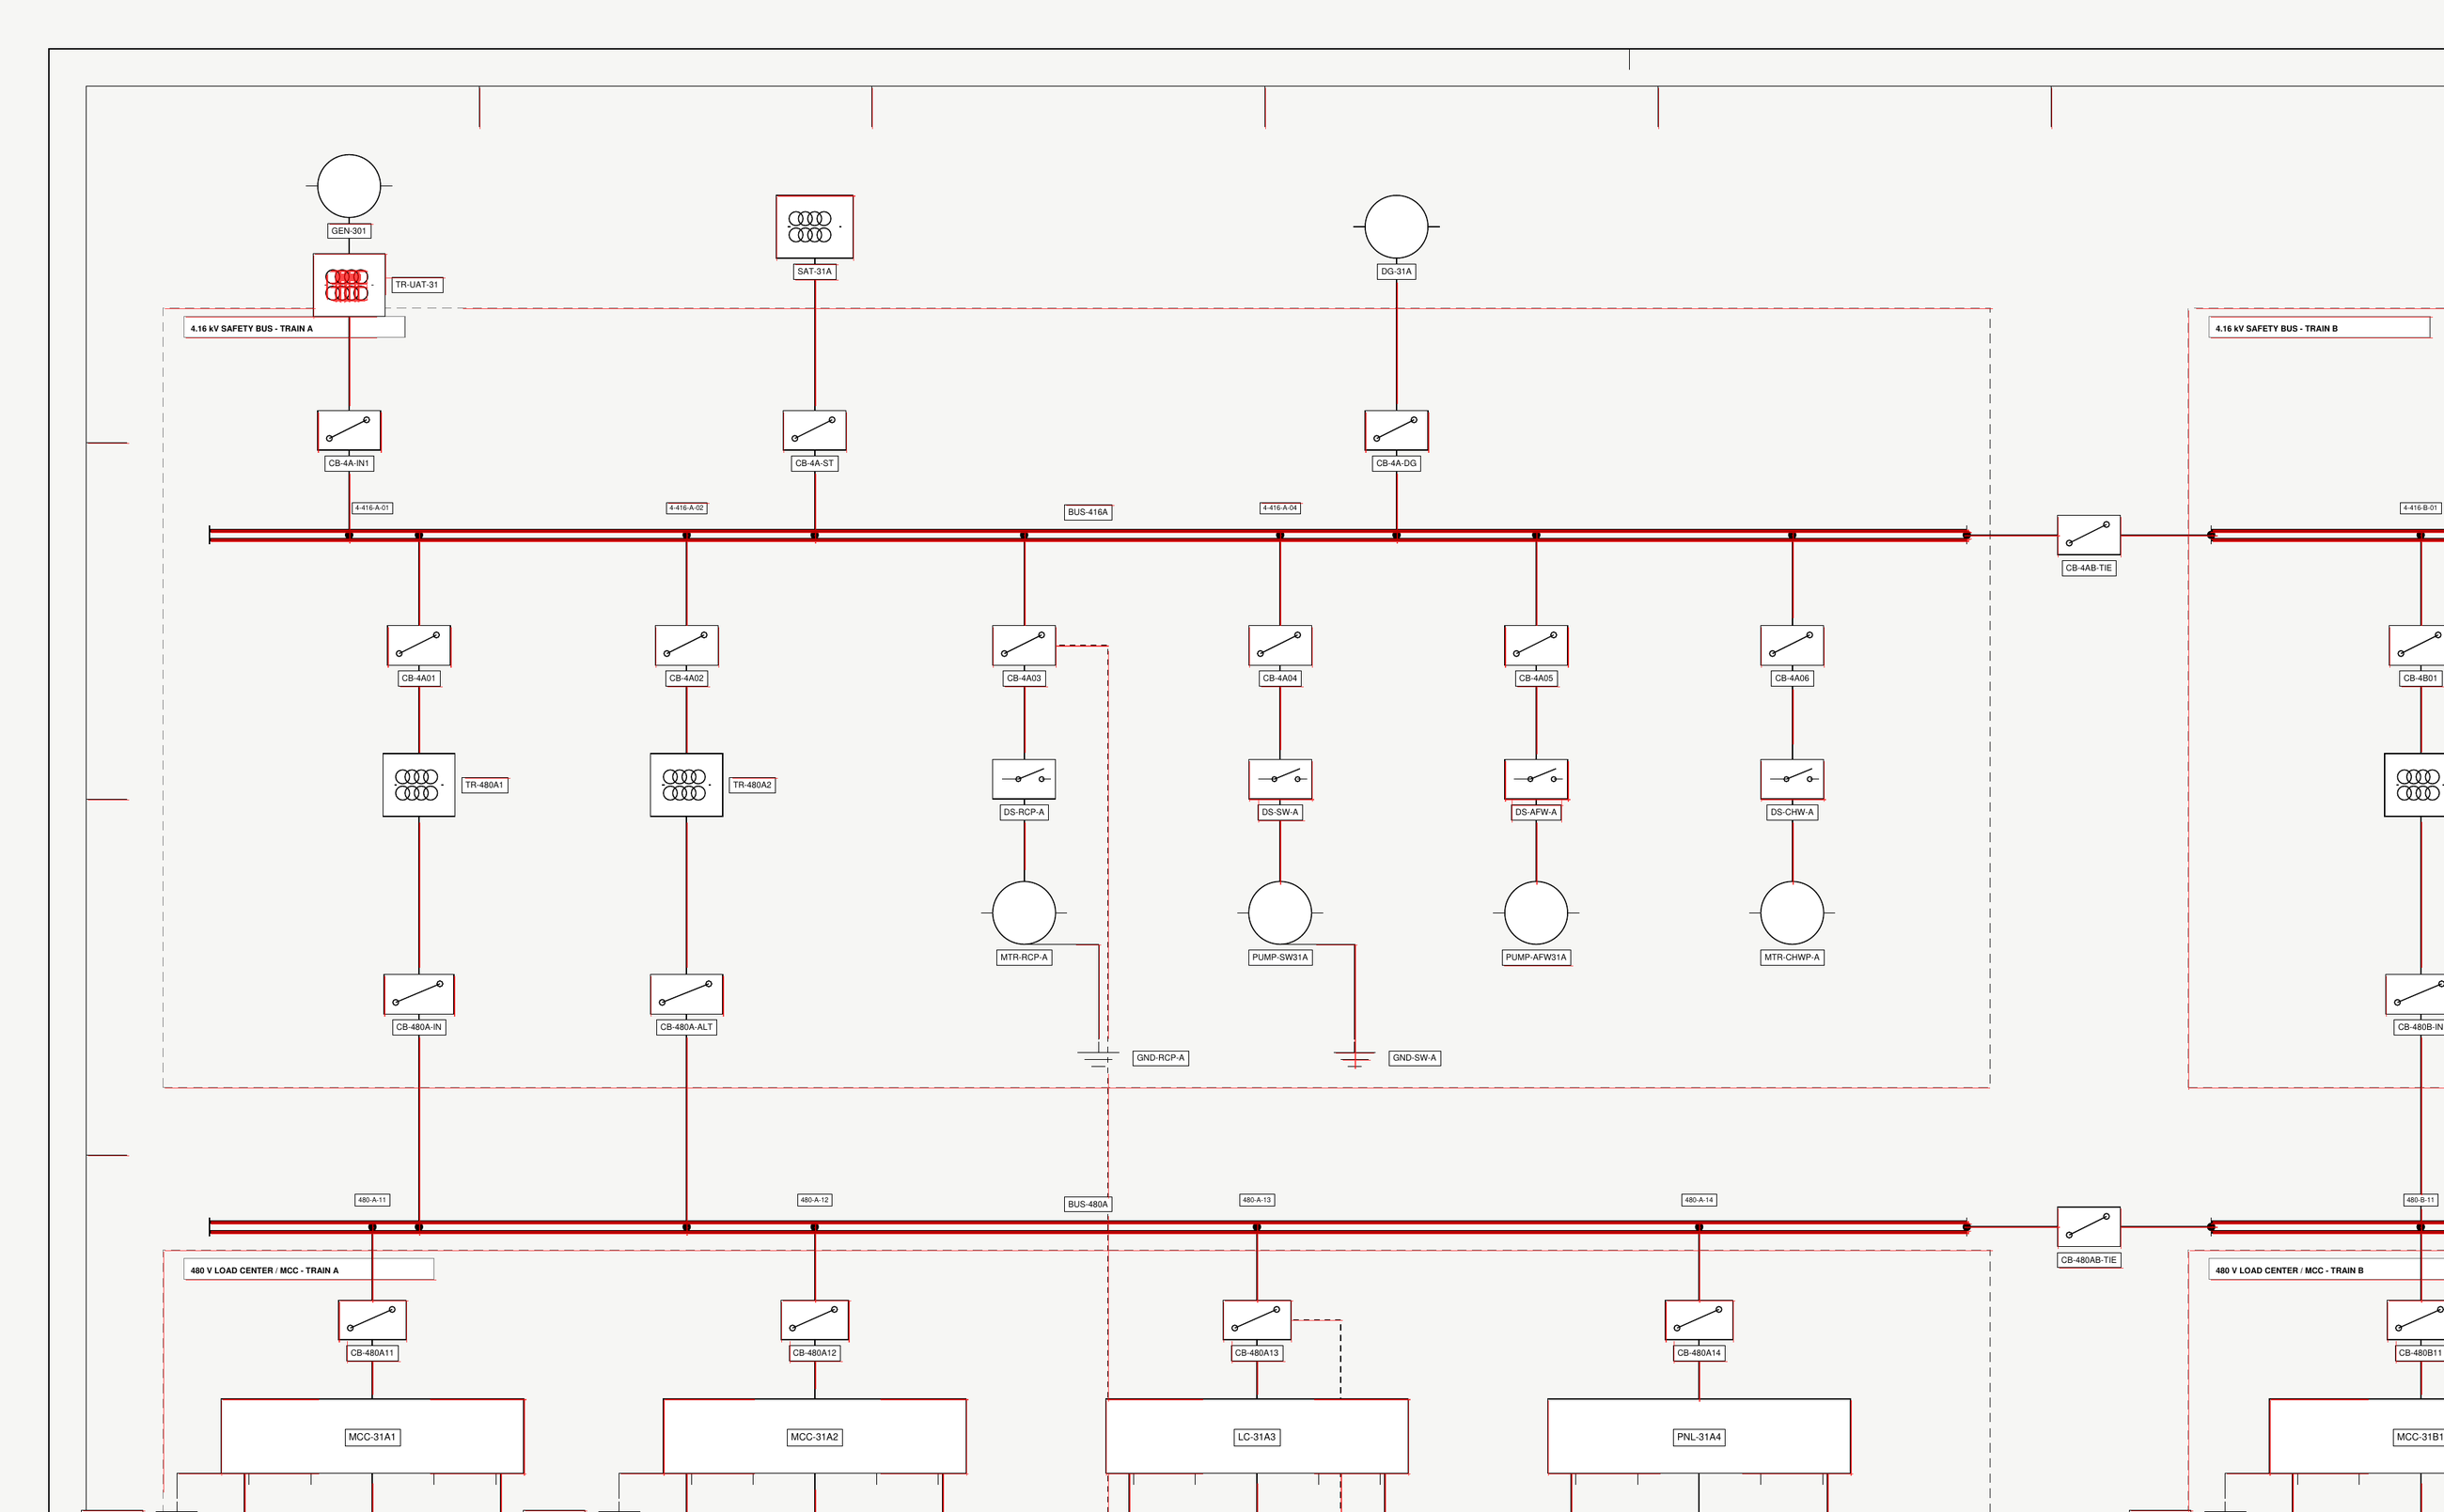 GEN-301
SAT-31A
DG-31A
TR-UAT-31
4.16 kV SAFETY BUS - TRAIN A
4.16 kV SAFETY BUS - TRAIN B
CB-4A-IN1
CB-4A-ST
CB-4A-DG
4-416-A-01
4-416-A-02
BUS-416A
4-416-A-04
4-416-B-01
CB-4AB-TIE
CB-4A01
CB-4A02
CB-4A03
CB-4A04
CB-4A05
CB-4A06
CB-4B01
TR-480A1
TR-480A2
DS-RCP-A
DS-SW-A
DS-AFW-A
DS-CHW-A
MTR-RCP-A
PUMP-SW31A
PUMP-AFW31A
MTR-CHWP-A
CB-480A-IN
CB-480A-ALT
CB-480B-IN
GND-RCP-A
GND-SW-A
480-A-11
480-A-12
BUS-480A
480-A-13
480-A-14
480-B-11
CB-480AB-TIE
480 V LOAD CENTER / MCC - TRAIN A
480 V LOAD CENTER / MCC - TRAIN B
CB-480A11
CB-480A12
CB-480A13
CB-480A14
CB-480B11
MCC-31A1
MCC-31A2
LC-31A3
PNL-31A4
MCC-31B1